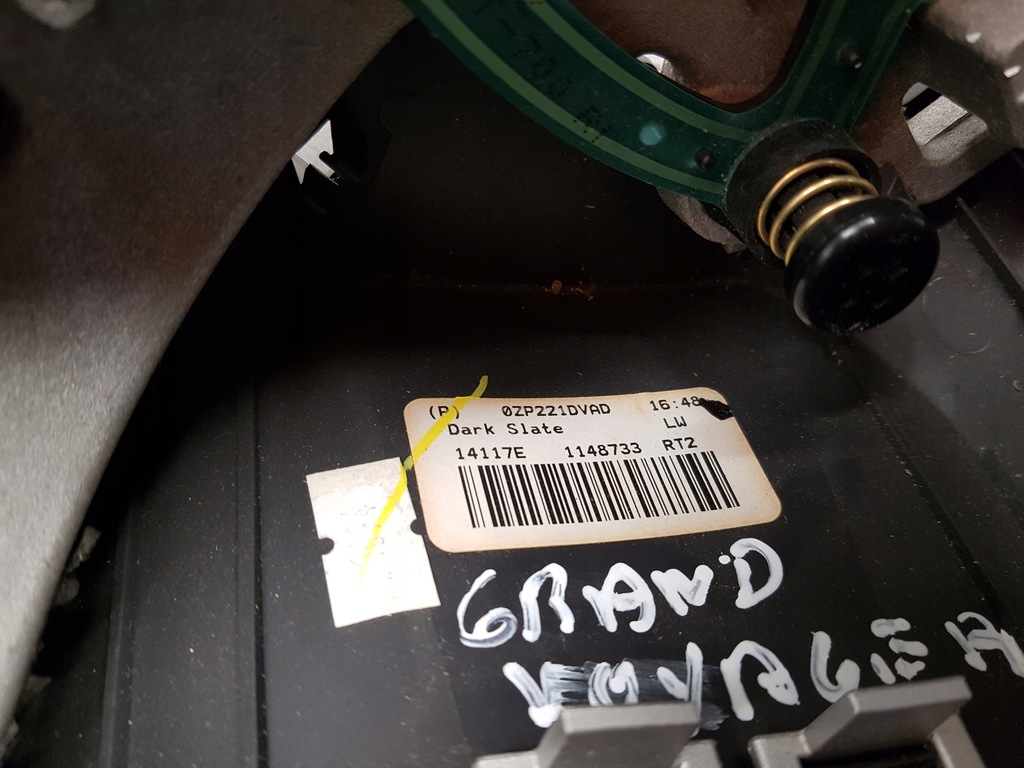 (P) 0ZP221DVAD 16:48
Dark Slate LW
14117E 1148733 RT2
GRAND
VOYAGER